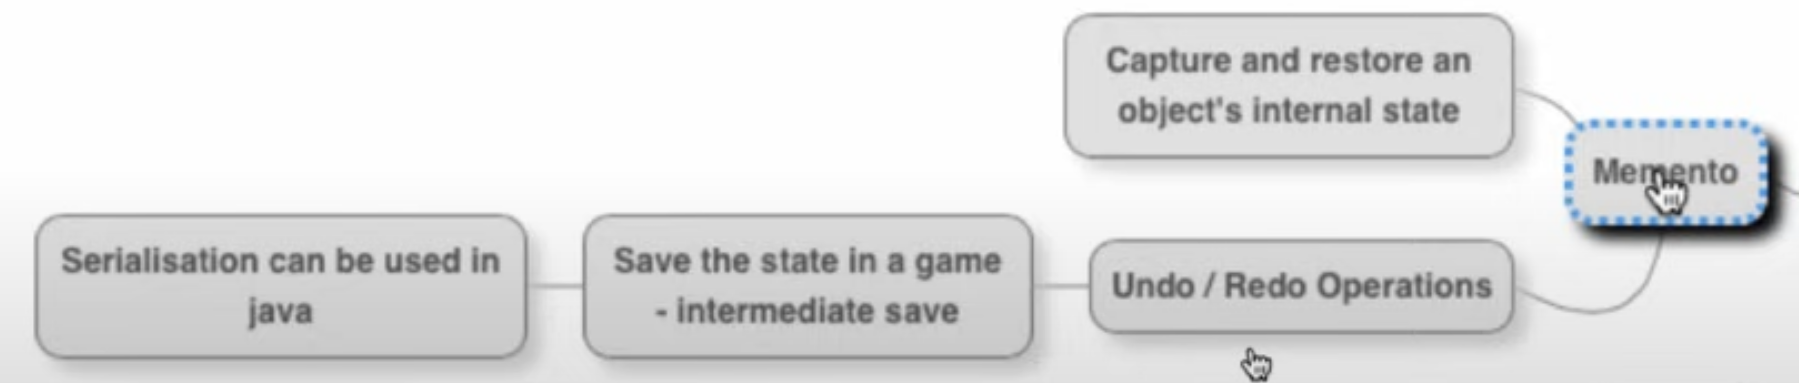 Capture and restore an
object's internal state
Memento
Serialisation can be used in
java
Save the state in a game
- intermediate save
Undo / Redo Operations